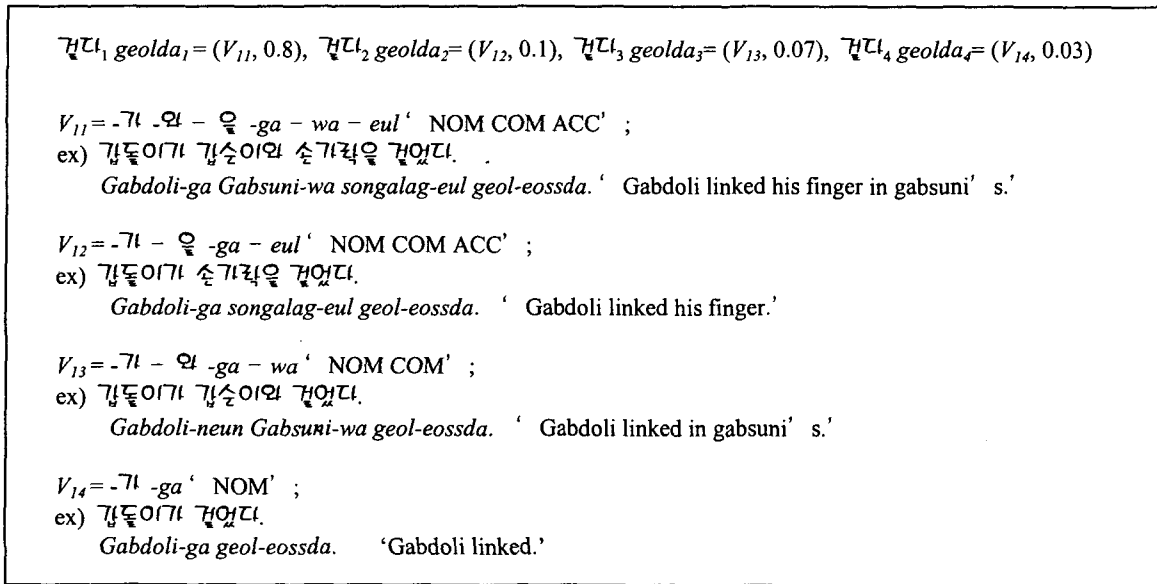 걸다1 geolda1= (V11, 0.8), 걸다2 geolda2= (V12, 0.1), 걸다3 geolda3= (V13, 0.07), 걸다4 geolda4= (V14, 0.03)
V11= -가 -와 – 을 -ga – wa – eul ‘ NOM COM ACC’ ;
ex) 갑돌이가 갑순이와 손가락을 걸었다. .
Gabdoli-ga Gabsuni-wa songalag-eul geol-eossda. ‘ Gabdoli linked his finger in gabsuni’ s.’
V12= -가 – 을 -ga – eul ‘ NOM COM ACC’ ;
ex) 갑돌이가 손가락을 걸었다.
Gabdoli-ga songalag-eul geol-eossda. ‘ Gabdoli linked his finger.’
V13= -가 – 와 -ga – wa ‘ NOM COM’ ;
ex) 갑돌이가 갑순이와 걸었다.
Gabdoli-neun Gabsuni-wa geol-eossda. ‘ Gabdoli linked in gabsuni’ s.’
V14= -가 -ga ‘ NOM’ ;
ex) 갑돌이가 걸었다.
Gabdoli-ga geol-eossda. ‘Gabdoli linked.’